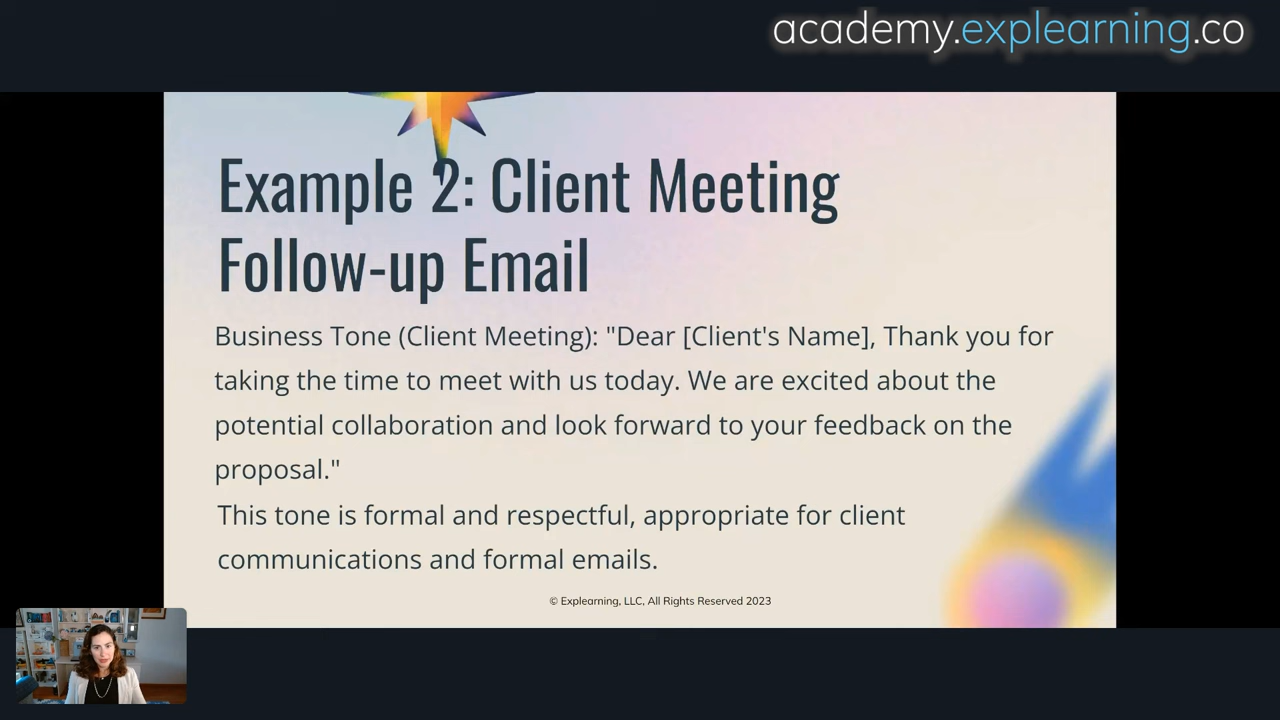 academy.explearning.co
Example 2: Client Meeting
Follow-up Email
Business Tone (Client Meeting): "Dear [Client's Name], Thank you for
taking the time to meet with us today. We are excited about the
potential collaboration and look forward to your feedback on the
proposal."
This tone is formal and respectful, appropriate for client
communications and formal emails.
© Explearning, LLC, All Rights Reserved 2023